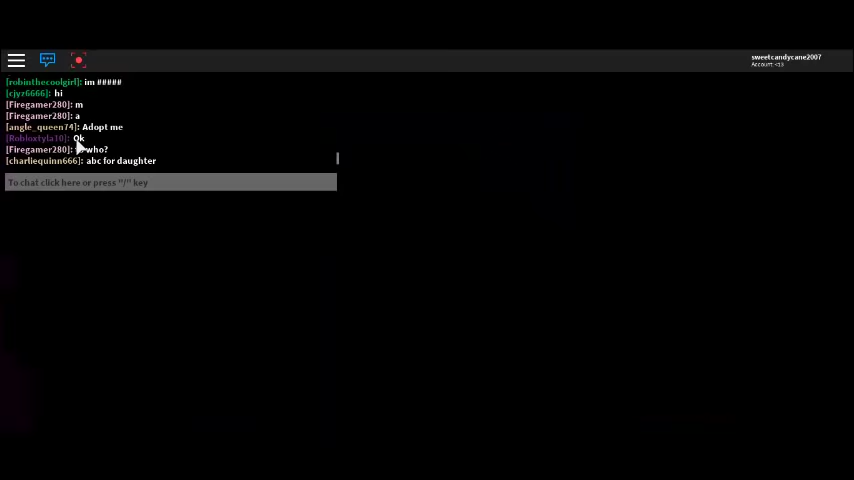 sweetcandycane2007
Account: <13
[robinthecoolgirl]: im #####
[cjyz6666]: hi
[Firegamer280]: m
[Firegamer280]: a
[angle_queen74]: Adopt me
[Robloxtyla10]: Ok
[Firegamer280]: who?
[charliequinn666]: abc for daughter
To chat click here or press "/" key